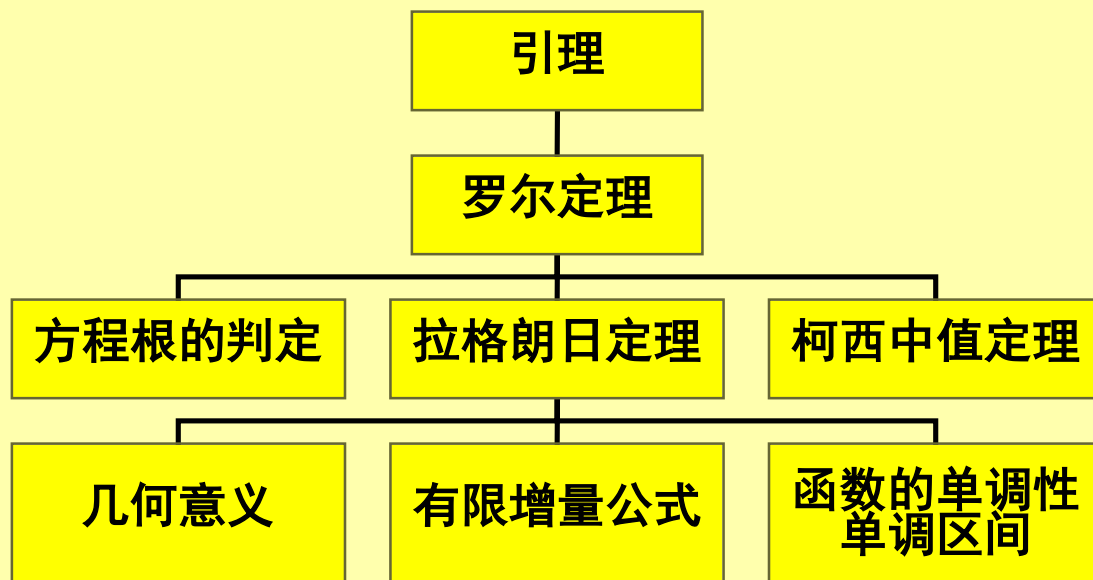 引理
罗尔定理
方程根的判定
拉格朗日定理
柯西中值定理
几何意义
有限增量公式
函数的单调性
单调区间